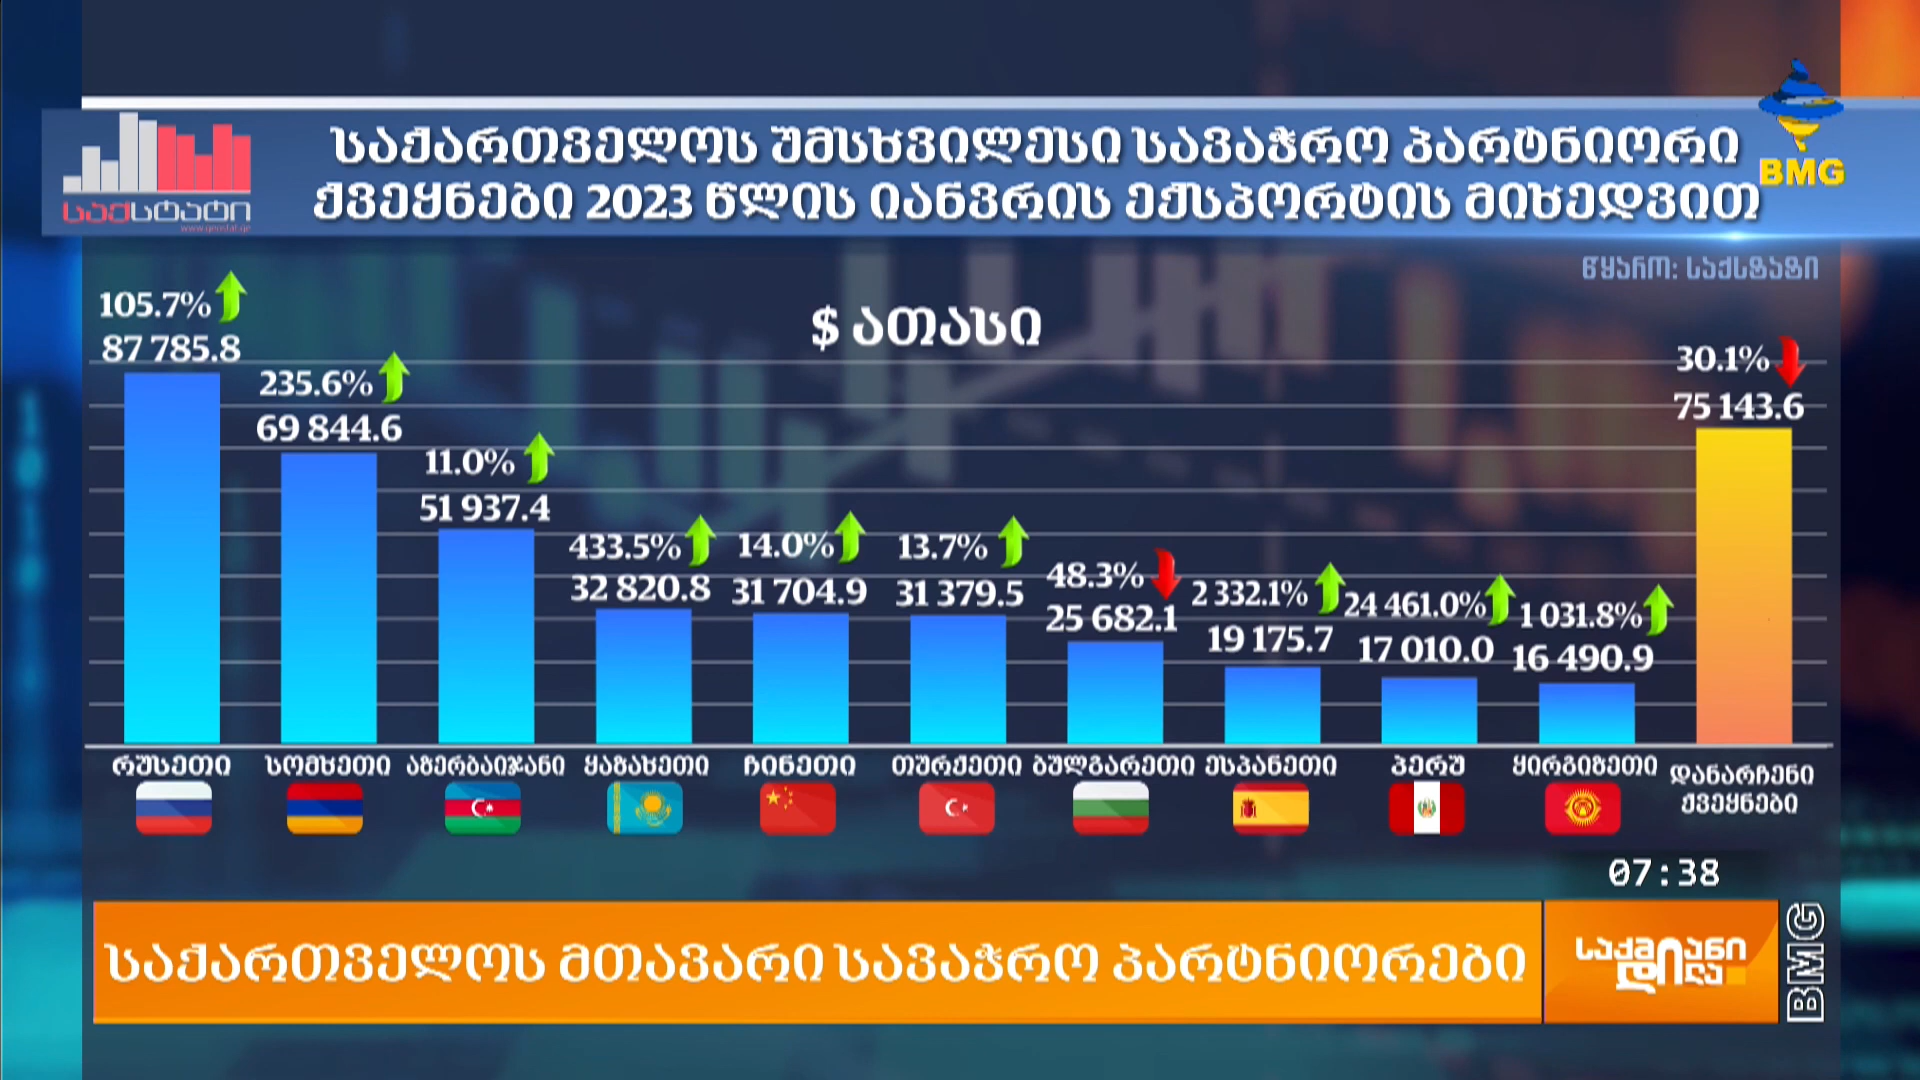 საქართველოს უმსხვილესი სავაჭრო პარტნიორი
ქვეყნები 2023 წლის იანვრის ექსპორტის მიხედვით
BMG
საქსტატი
www.geostat.ge
წყარო: საქსტატი
$ ათასი
105.7%
87 785.8
235.6%
69 844.6
11.0%
51 937.4
433.5%
32 820.8
14.0%
31 704.9
13.7%
31 379.5
48.3%
25 682.1
2 332.1%
19 175.7
24 461.0%
17 010.0
1 031.8%
16 490.9
30.1%
75 143.6
რუსეთი
სომხეთი
აზერბაიჯანი
ყაზახეთი
ჩინეთი
თურქეთი
ბულგარეთი
ესპანეთი
პერუ
ყირგიზეთი
დანარჩენი
ქვეყნები
07:38
საქართველოს მთავარი სავაჭრო პარტნიორები
საქმიანი
დილა
BMG